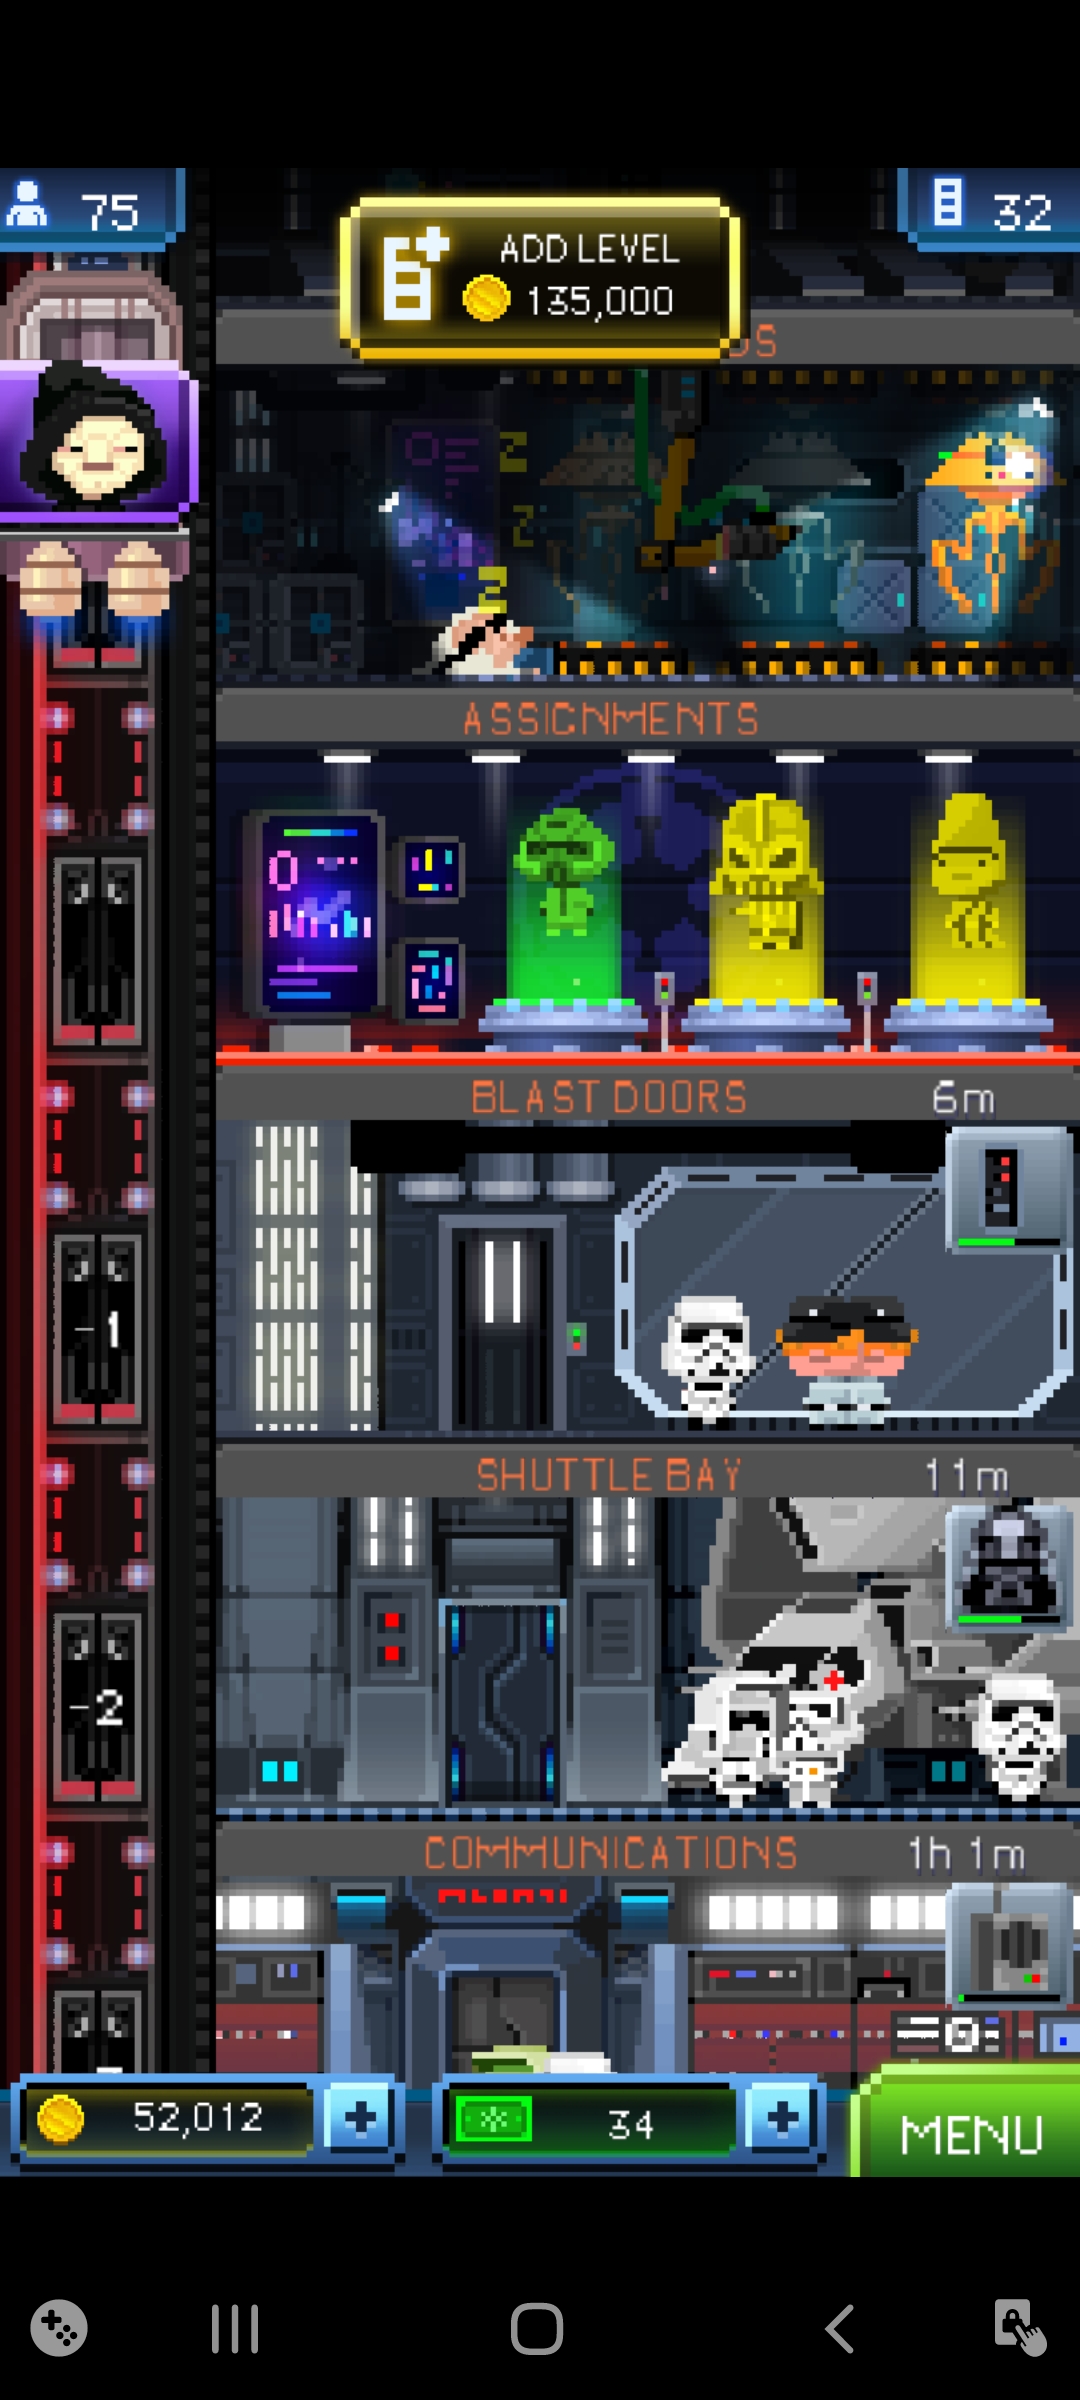 75
32
ADD LEVEL
135,000
DS
ASSIGNMENTS
BLAST DOORS 6m
-1
SHUTTLE BAY 11m
-2
COMMUNICATIONS 1h 1m
52,012
34
MENU